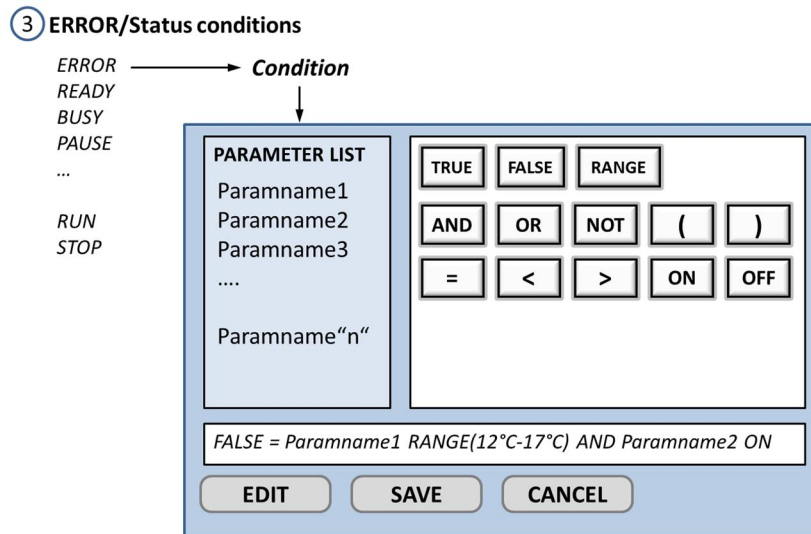 3 ERROR/Status conditions
ERROR Condition
READY
BUSY
PAUSE
...
RUN
STOP
PARAMETER LIST
Paramname1
Paramname2
Paramname3
....
Paramname“n“
TRUE FALSE RANGE
AND OR NOT ( )
= < > ON OFF
FALSE = Paramname1 RANGE(12°C-17°C) AND Paramname2 ON
EDIT SAVE CANCEL